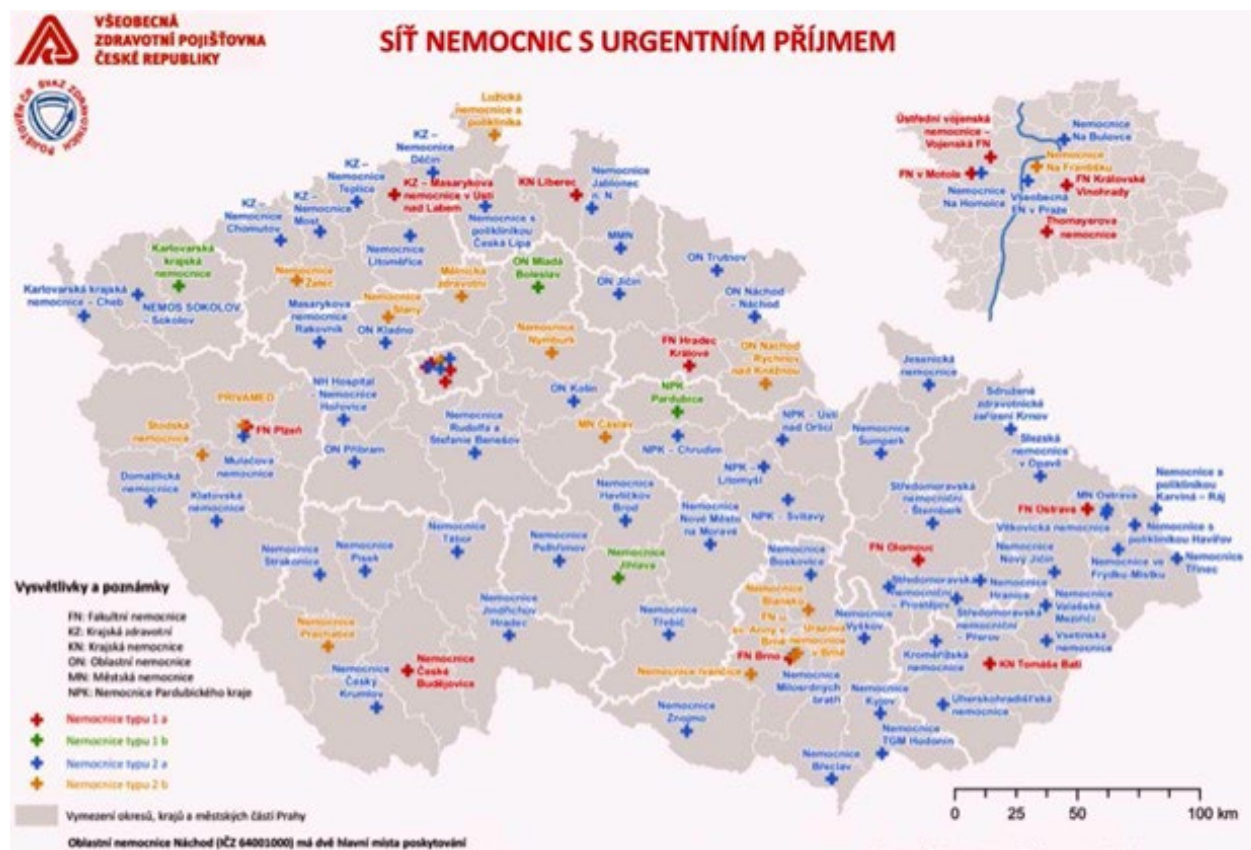 VŠEOBECNÁ
ZDRAVOTNÍ POJIŠŤOVNA
ČESKÉ REPUBLIKY
SÍŤ NEMOCNIC S URGENTNÍM PŘÍJMEM
SVAZ ZDRAVOTNÍCH POJIŠŤOVEN ČR
Lužická
nemocnice a
poliklinika
KZ –
Nemocnice
Děčín
KZ –
Nemocnice
Teplice
KZ – Masarykova
nemocnice v Ústí
nad Labem
KN Liberec
Nemocnice
Jablonec
n. N.
KZ –
Nemocnice
Most
KZ –
Nemocnice
Chomutov
Nemocnice s
poliklinikou
Česká Lípa
Nemocnice
Litoměřice
MMN
ON Trutnov
Karlovarská
krajská
nemocnice
Karlovarská krajská
nemocnice – Cheb
NEMOS SOKOLOV
– Sokolov
Nemocnice
Žatec
Mělnická
zdravotní
ON Mladá
Boleslav
ON Jičín
ON Náchod
– Náchod
Masarykova
nemocnice
Rakovník
Nemocnice
Slaný
ON Kladno
Nemocnice
Nymburk
FN Hradec
Králové
ON Náchod
– Rychnov
nad Kněžnou
NH Hospital
– Nemocnice
Hořovice
ON Kolín
NPK –
Pardubice
PRIVAMED
FN Plzeň
Stodská
nemocnice
Mulačova
nemocnice
ON Příbram
Nemocnice
Rudolfa a
Stefanie Benešov
MN Čáslav
NPK – Chrudim
NPK – Ústí
nad Orlicí
NPK –
Litomyšl
NPK – Svitavy
Nemocnice
Šumperk
Jesenická
nemocnice
Sdružené
zdravotnické
zařízení Krnov
Slezská
nemocnice
v Opavě
Domažlická
nemocnice
Klatovská
nemocnice
Nemocnice
Havlíčkův
Brod
Nemocnice
Nové Město
na Moravě
Středomoravská
nemocniční
– Šternberk
FN Ostrava
MN Ostrava
Vítkovická nemocnice
Nemocnice s
poliklinikou
Karviná – Ráj
Nemocnice s
poliklinikou Havířov
Nemocnice ve
Frýdku-Místku
Nemocnice
Třinec
Nemocnice
Strakonice
Nemocnice
Písek
Nemocnice
Tábor
Nemocnice
Pelhřimov
Nemocnice
Jihlava
Nemocnice
Boskovice
FN Olomouc
Středomoravská
nemocniční
– Prostějov
Nemocnice
Hranice
Nemocnice
Nový Jičín
Středomoravská
nemocniční
– Přerov
Nemocnice
Valašské
Meziříčí
Vsetínská
nemocnice
Nemocnice
Prachatice
Nemocnice
Jindřichův
Hradec
Nemocnice
Třebíč
Nemocnice
Blansko
FN u
sv. Anny v
Brně
Úrazová
nemocnice
v Brně
FN Brno
Nemocnice
Vyškov
Kroměřížská
nemocnice
KN Tomáše Bati
Nemocnice
České
Budějovice
Nemocnice
Český
Krumlov
Nemocnice Ivančice
Nemocnice
Milosrdných
bratří
Nemocnice
Znojmo
Nemocnice
Kyjov
Uherskohradišťská
nemocnice
Nemocnice
TGM Hodonín
Nemocnice
Břeclav
Ústřední vojenská
nemocnice –
Vojenská FN
Nemocnice
Na Bulovce
FN v Motole
Nemocnice
Na Františku
Nemocnice
Na Homolce
Všeobecná
FN v Praze
FN Královské
Vinohrady
Thomayerova
nemocnice
Vysvětlivky a poznámky
FN: Fakultní nemocnice
KZ: Krajská zdravotní
KN: Krajská nemocnice
ON: Oblastní nemocnice
MN: Městská nemocnice
NPK: Nemocnice Pardubického kraje
Nemocnice typu 1 a
Nemocnice typu 1 b
Nemocnice typu 2 a
Nemocnice typu 2 b
Vymezení okresů, krajů a městských částí Prahy
Oblastní nemocnice Náchod (IČZ 64001000) má dvě hlavní místa poskytování
0 25 50 100 km